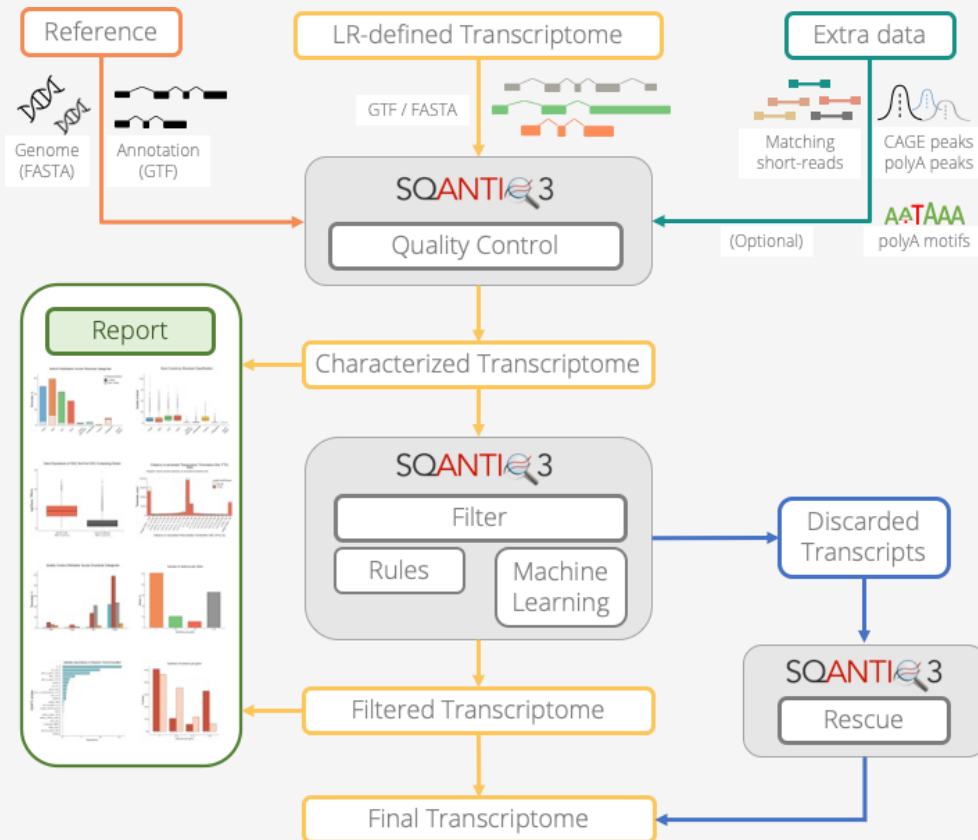 Reference
LR-defined Transcriptome
Extra data
GTF / FASTA
Genome
(FASTA)
Annotation
(GTF)
Matching
short-reads
CAGE peaks
polyA peaks
SQANTI 3
Quality Control
(Optional)
AATAAA
polyA motifs
Report
Characterized Transcriptome
SQANTI 3
Filter
Rules
Machine
Learning
Discarded
Transcripts
SQANTI 3
Rescue
Filtered Transcriptome
Final Transcriptome